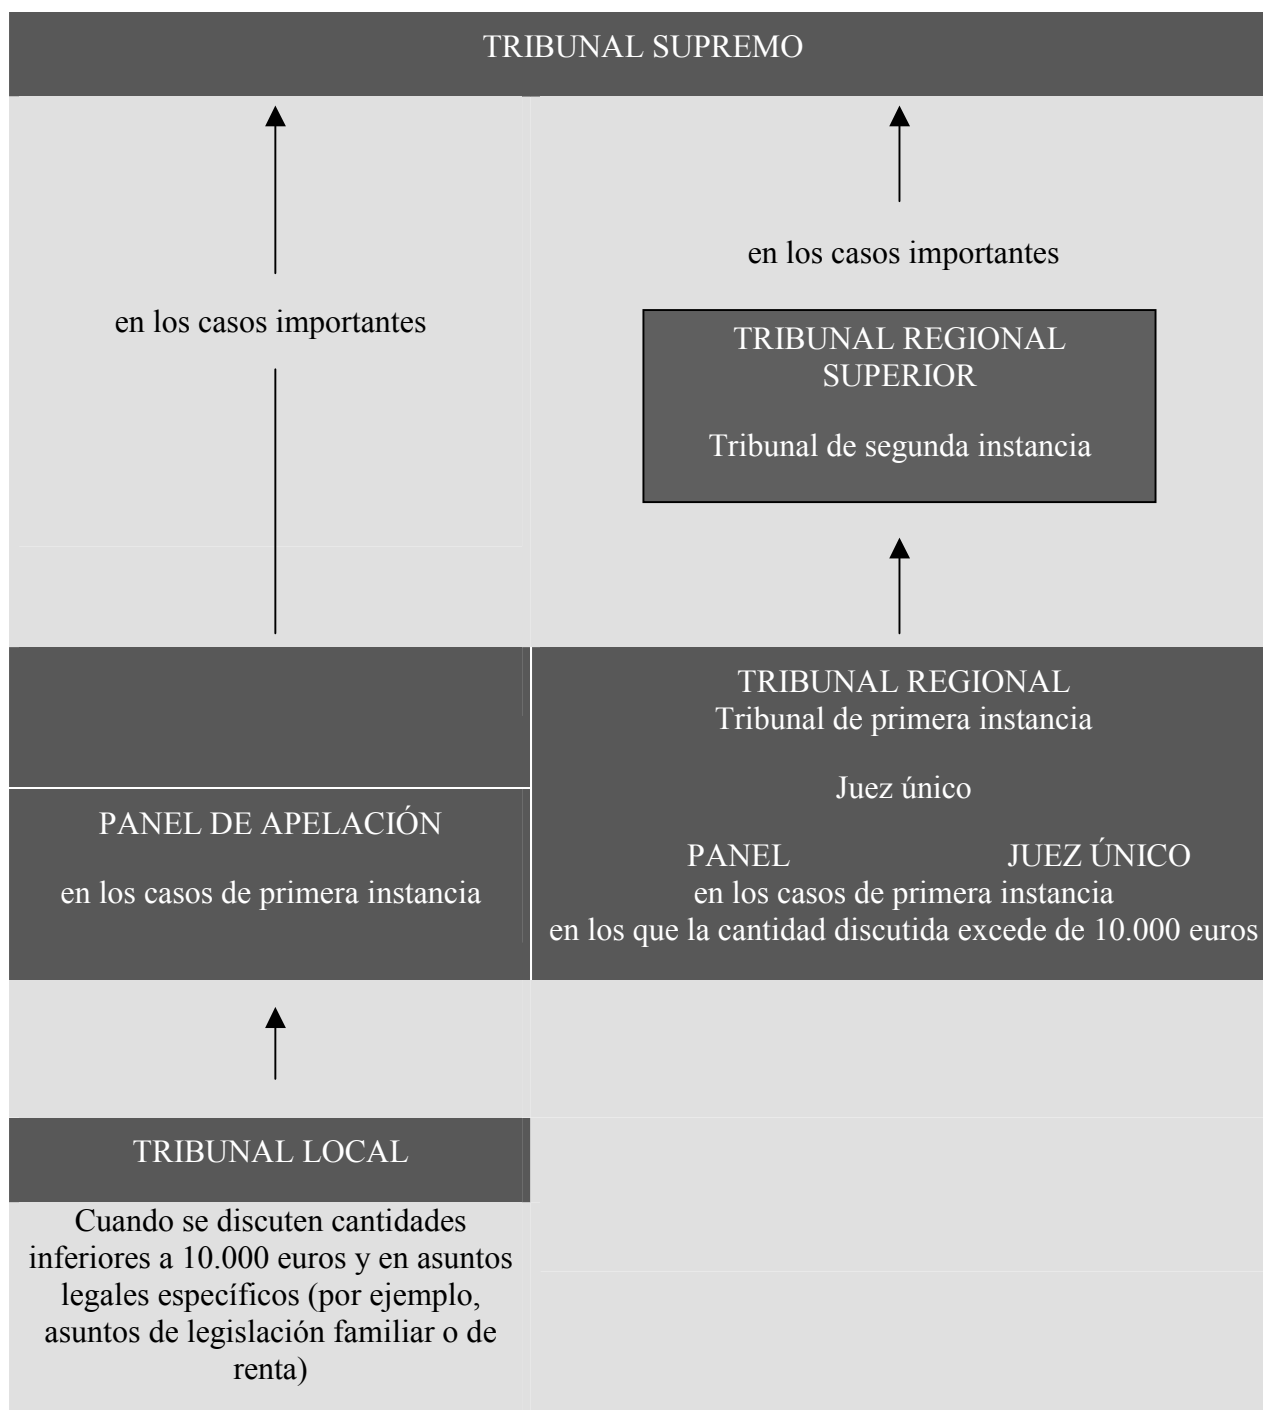 TRIBUNAL SUPREMO
en los casos importantes
en los casos importantes
TRIBUNAL REGIONAL
SUPERIOR
Tribunal de segunda instancia
TRIBUNAL REGIONAL
Tribunal de primera instancia
Juez único
PANEL JUEZ ÚNICO
en los casos de primera instancia
en los que la cantidad discutida excede de 10.000 euros
PANEL DE APELACIÓN
en los casos de primera instancia
TRIBUNAL LOCAL
Cuando se discuten cantidades
inferiores a 10.000 euros y en asuntos
legales específicos (por ejemplo,
asuntos de legislación familiar o de
renta)